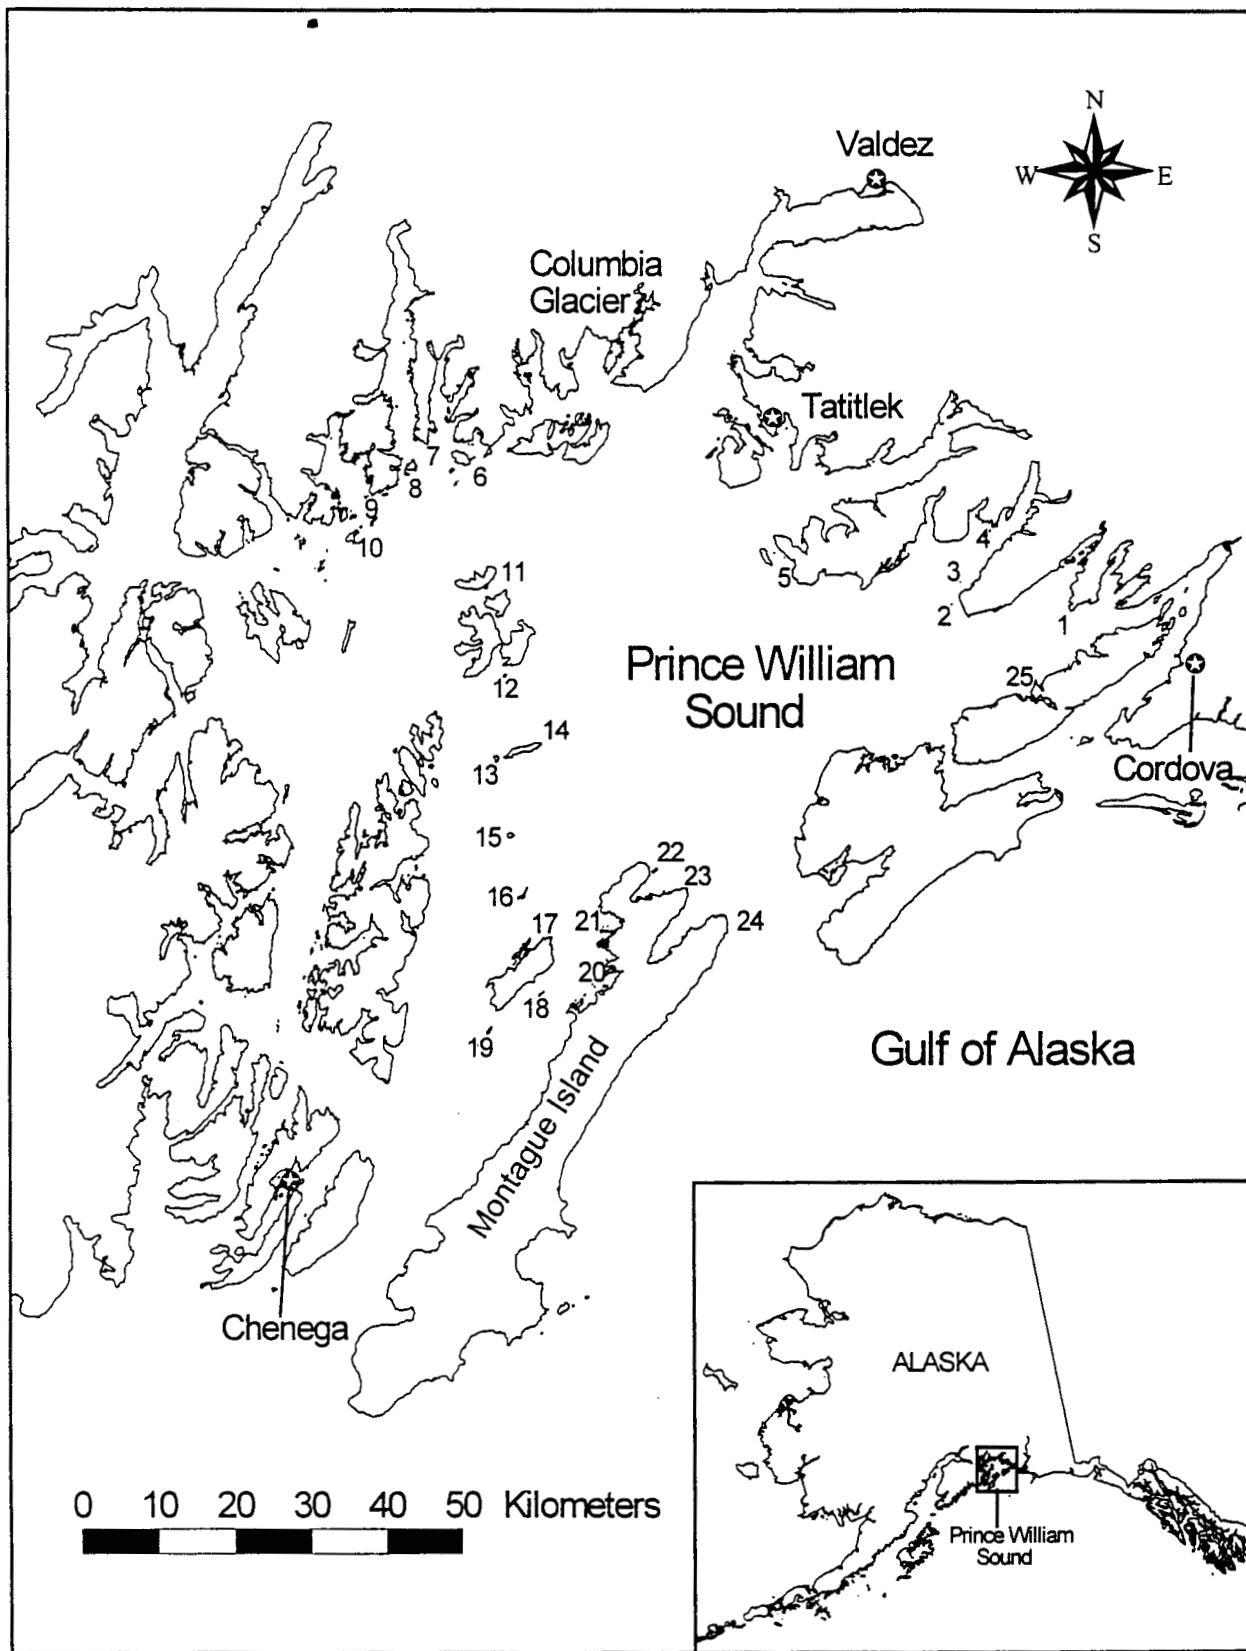 N
Valdez
W
E
S
Columbia
Glacier
Tatitlek
7
6
8
9
10
4
3
5
2
1
11
12
Prince William
Sound
25
14
13
Cordova
15
22
23
16
17
21
24
20
18
19
Gulf of Alaska
Montague Island
Chenega
ALASKA
0 10 20 30 40 50 Kilometers
Prince William
Sound